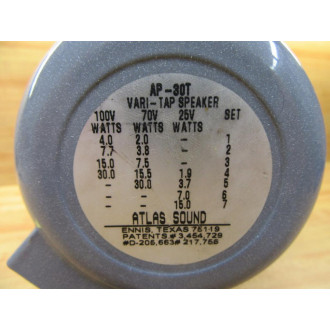 AP-30T
VARI-TAP SPEAKER
100V 70V 25V SET
WATTS WATTS WATTS
4.0 2.0 - 1
7.7 3.8 - 2
15.0 7.5 - 3
30.0 15.5 1.9 4
- 30.0 3.7 5
- - 7.0 6
- - 15.0 7
ATLAS SOUND
ENNIS, TEXAS 75119
PATENTS # 3,454,729
#D-206,663# 217,756